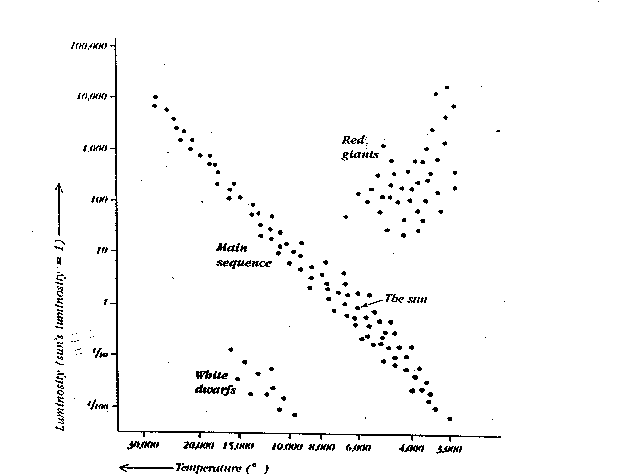 100,000
10,000
1,000
100
10
1
1/10
1/100
Luminosity (sun's luminosity = 1)
Red
giants
Main
sequence
The sun
White
dwarfs
30,000 20,000 15,000 10,000 8,000 6,000 4,000 3,000
Temperature (°)